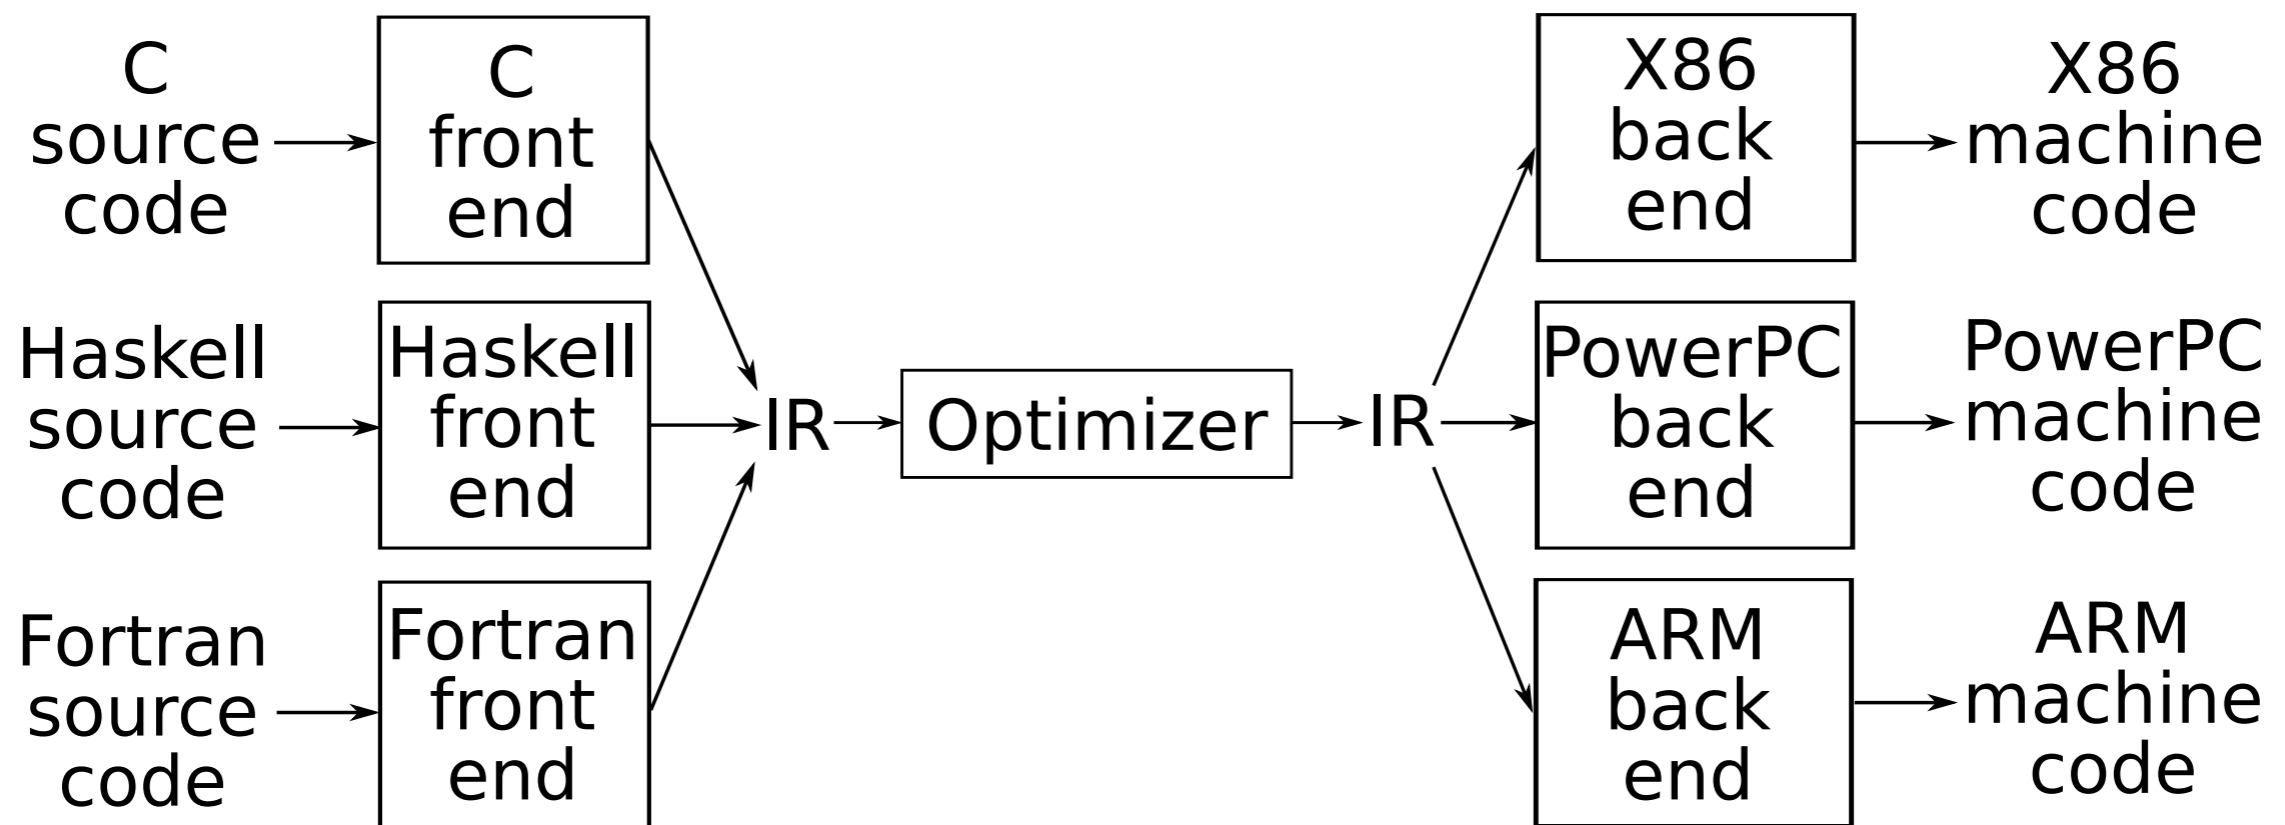 C
source
code
C
front
end
X86
back
end
X86
machine
code
Haskell
source
code
Haskell
front
end
IR
Optimizer
IR
PowerPC
back
end
PowerPC
machine
code
Fortran
source
code
Fortran
front
end
ARM
back
end
ARM
machine
code